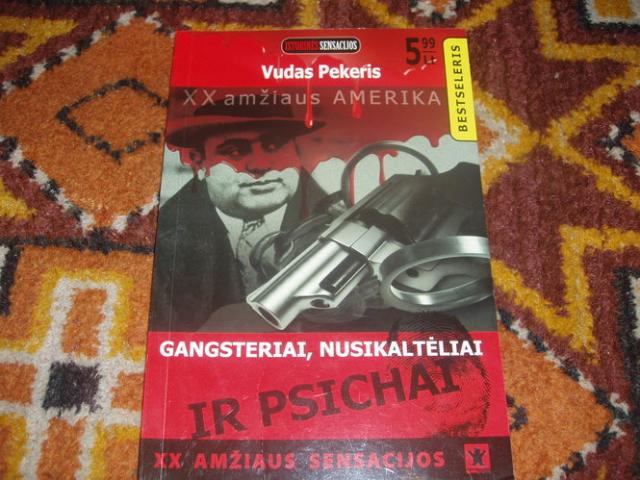 ISTORINĖS SENSACIJOS
5 99 Lt
Vudas Pekeris
BESTSELERIS
XX amžiaus AMERIKA
GANGSTERIAI, NUSIKALTĖLIAI
IR PSICHAI
XX AMŽIAUS SENSACIJOS